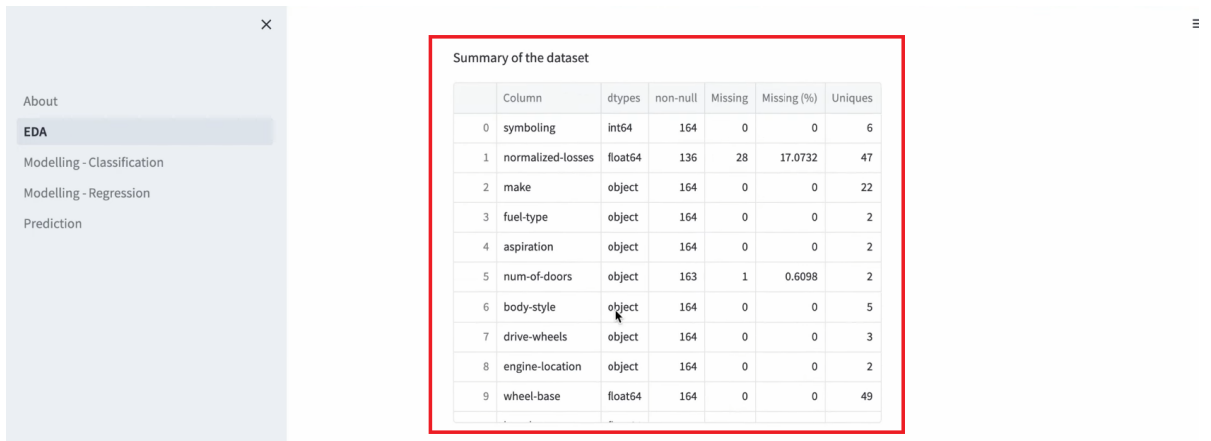 About
EDA
Modelling - Classification
Modelling - Regression
Prediction
Summary of the dataset
Column dtypes non-null Missing Missing (%) Uniques
0 symboling int64 164 0 0 6
1 normalized-losses float64 136 28 17.0732 47
2 make object 164 0 0 22
3 fuel-type object 164 0 0 2
4 aspiration object 164 0 0 2
5 num-of-doors object 163 1 0.6098 2
6 body-style object 164 0 0 5
7 drive-wheels object 164 0 0 3
8 engine-location object 164 0 0 2
9 wheel-base float64 164 0 0 49